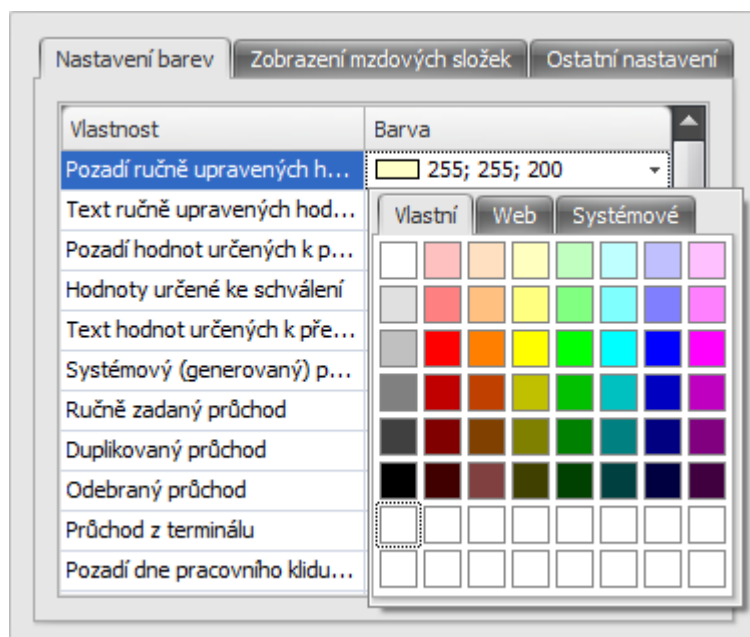 Nastavení barev Zobrazení mzdových složek Ostatní nastavení
Vlastnost Barva
Pozadí ručně upravených h... 255; 255; 200
Text ručně upravených hod...
Vlastní Web Systémové
Pozadí hodnot určených k p...
Hodnoty určené ke schválení
Text hodnot určených k pře...
Systémový (generovaný) p...
Ručně zadaný průchod
Duplikovaný průchod
Odebraný průchod
Průchod z terminálu
Pozadí dne pracovního klidu...